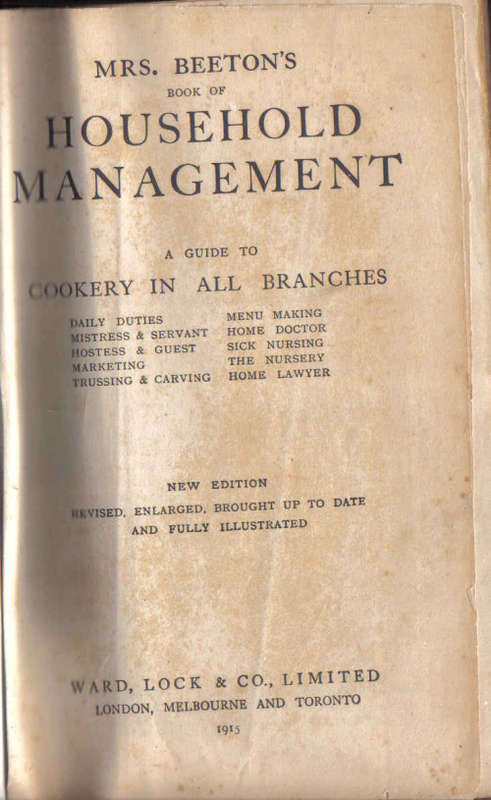 MRS. BEETON'S
BOOK OF
HOUSEHOLD
MANAGEMENT
A GUIDE TO
COOKERY IN ALL BRANCHES
DAILY DUTIES
MISTRESS & SERVANT
HOSTESS & GUEST
MARKETING
TRUSSING & CARVING
MENU MAKING
HOME DOCTOR
SICK NURSING
THE NURSERY
HOME LAWYER
NEW EDITION
REVISED, ENLARGED, BROUGHT UP TO DATE
AND FULLY ILLUSTRATED
WARD, LOCK & CO., LIMITED
LONDON, MELBOURNE AND TORONTO
1915